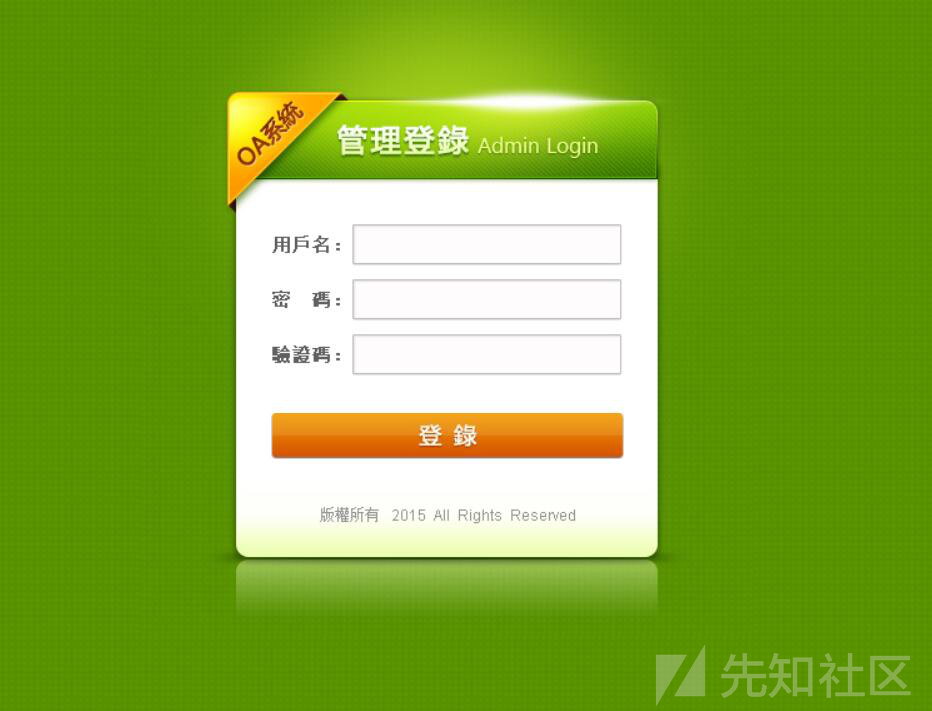 OA系統
管理登錄 Admin Login
用戶名：
密 碼：
驗證碼：
登 錄
版權所有 2015 All Rights Reserved
先知社区